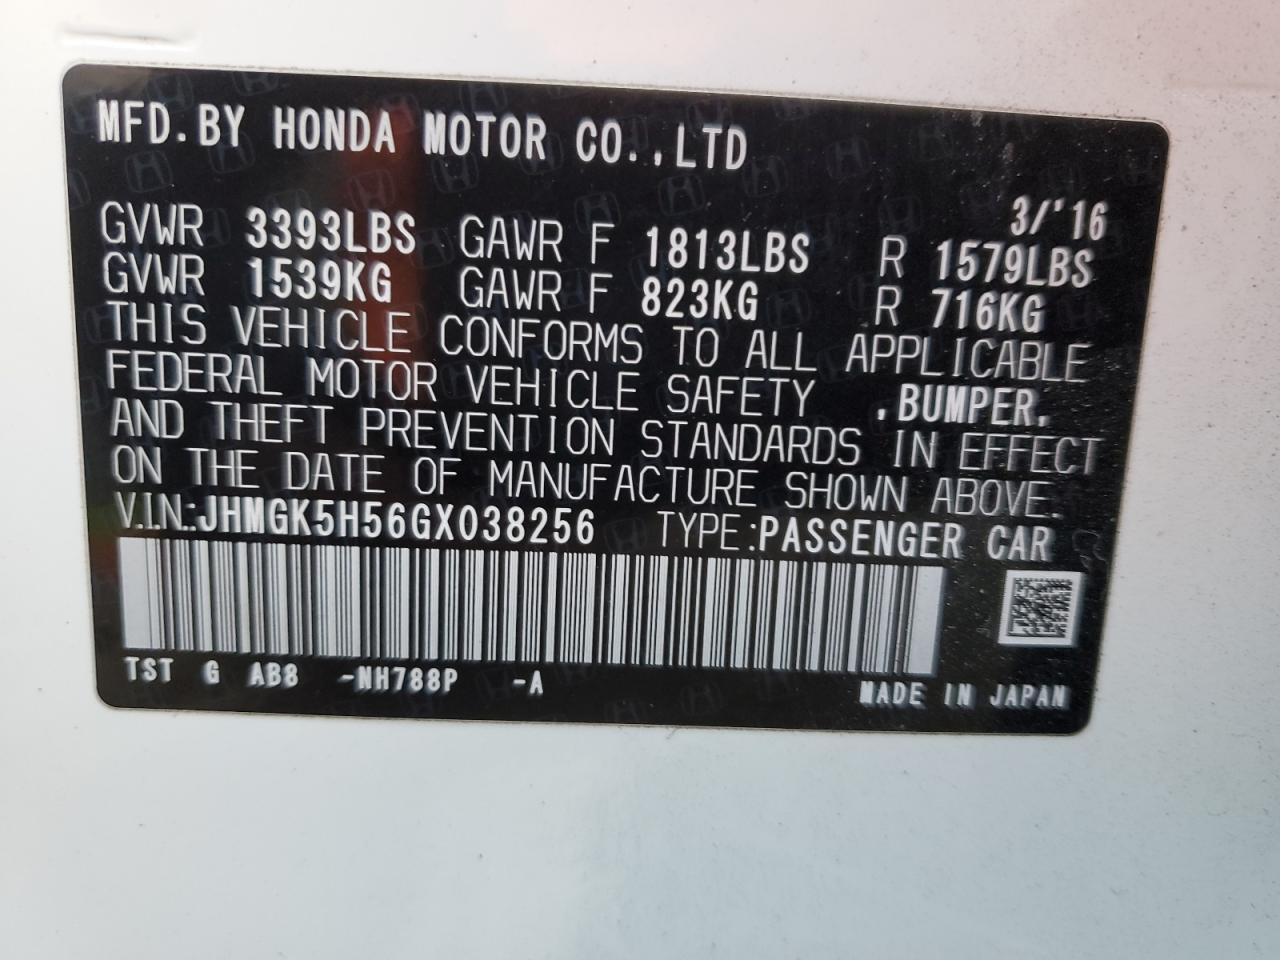 MFD.BY HONDA MOTOR CO.,LTD
3/'16
GVWR 3393LBS GAWR F 1813LBS R 1579LBS
GVWR 1539KG GAWR F 823KG R 716KG
THIS VEHICLE CONFORMS TO ALL APPLICABLE
FEDERAL MOTOR VEHICLE SAFETY .BUMPER.
AND THEFT PREVENTION STANDARDS IN EFFECT
ON THE DATE OF MANUFACTURE SHOWN ABOVE.
V.I.N.:JHMGK5H56GX038256 TYPE:PASSENGER CAR
TST G AB8 -NH788P -A
MADE IN JAPAN